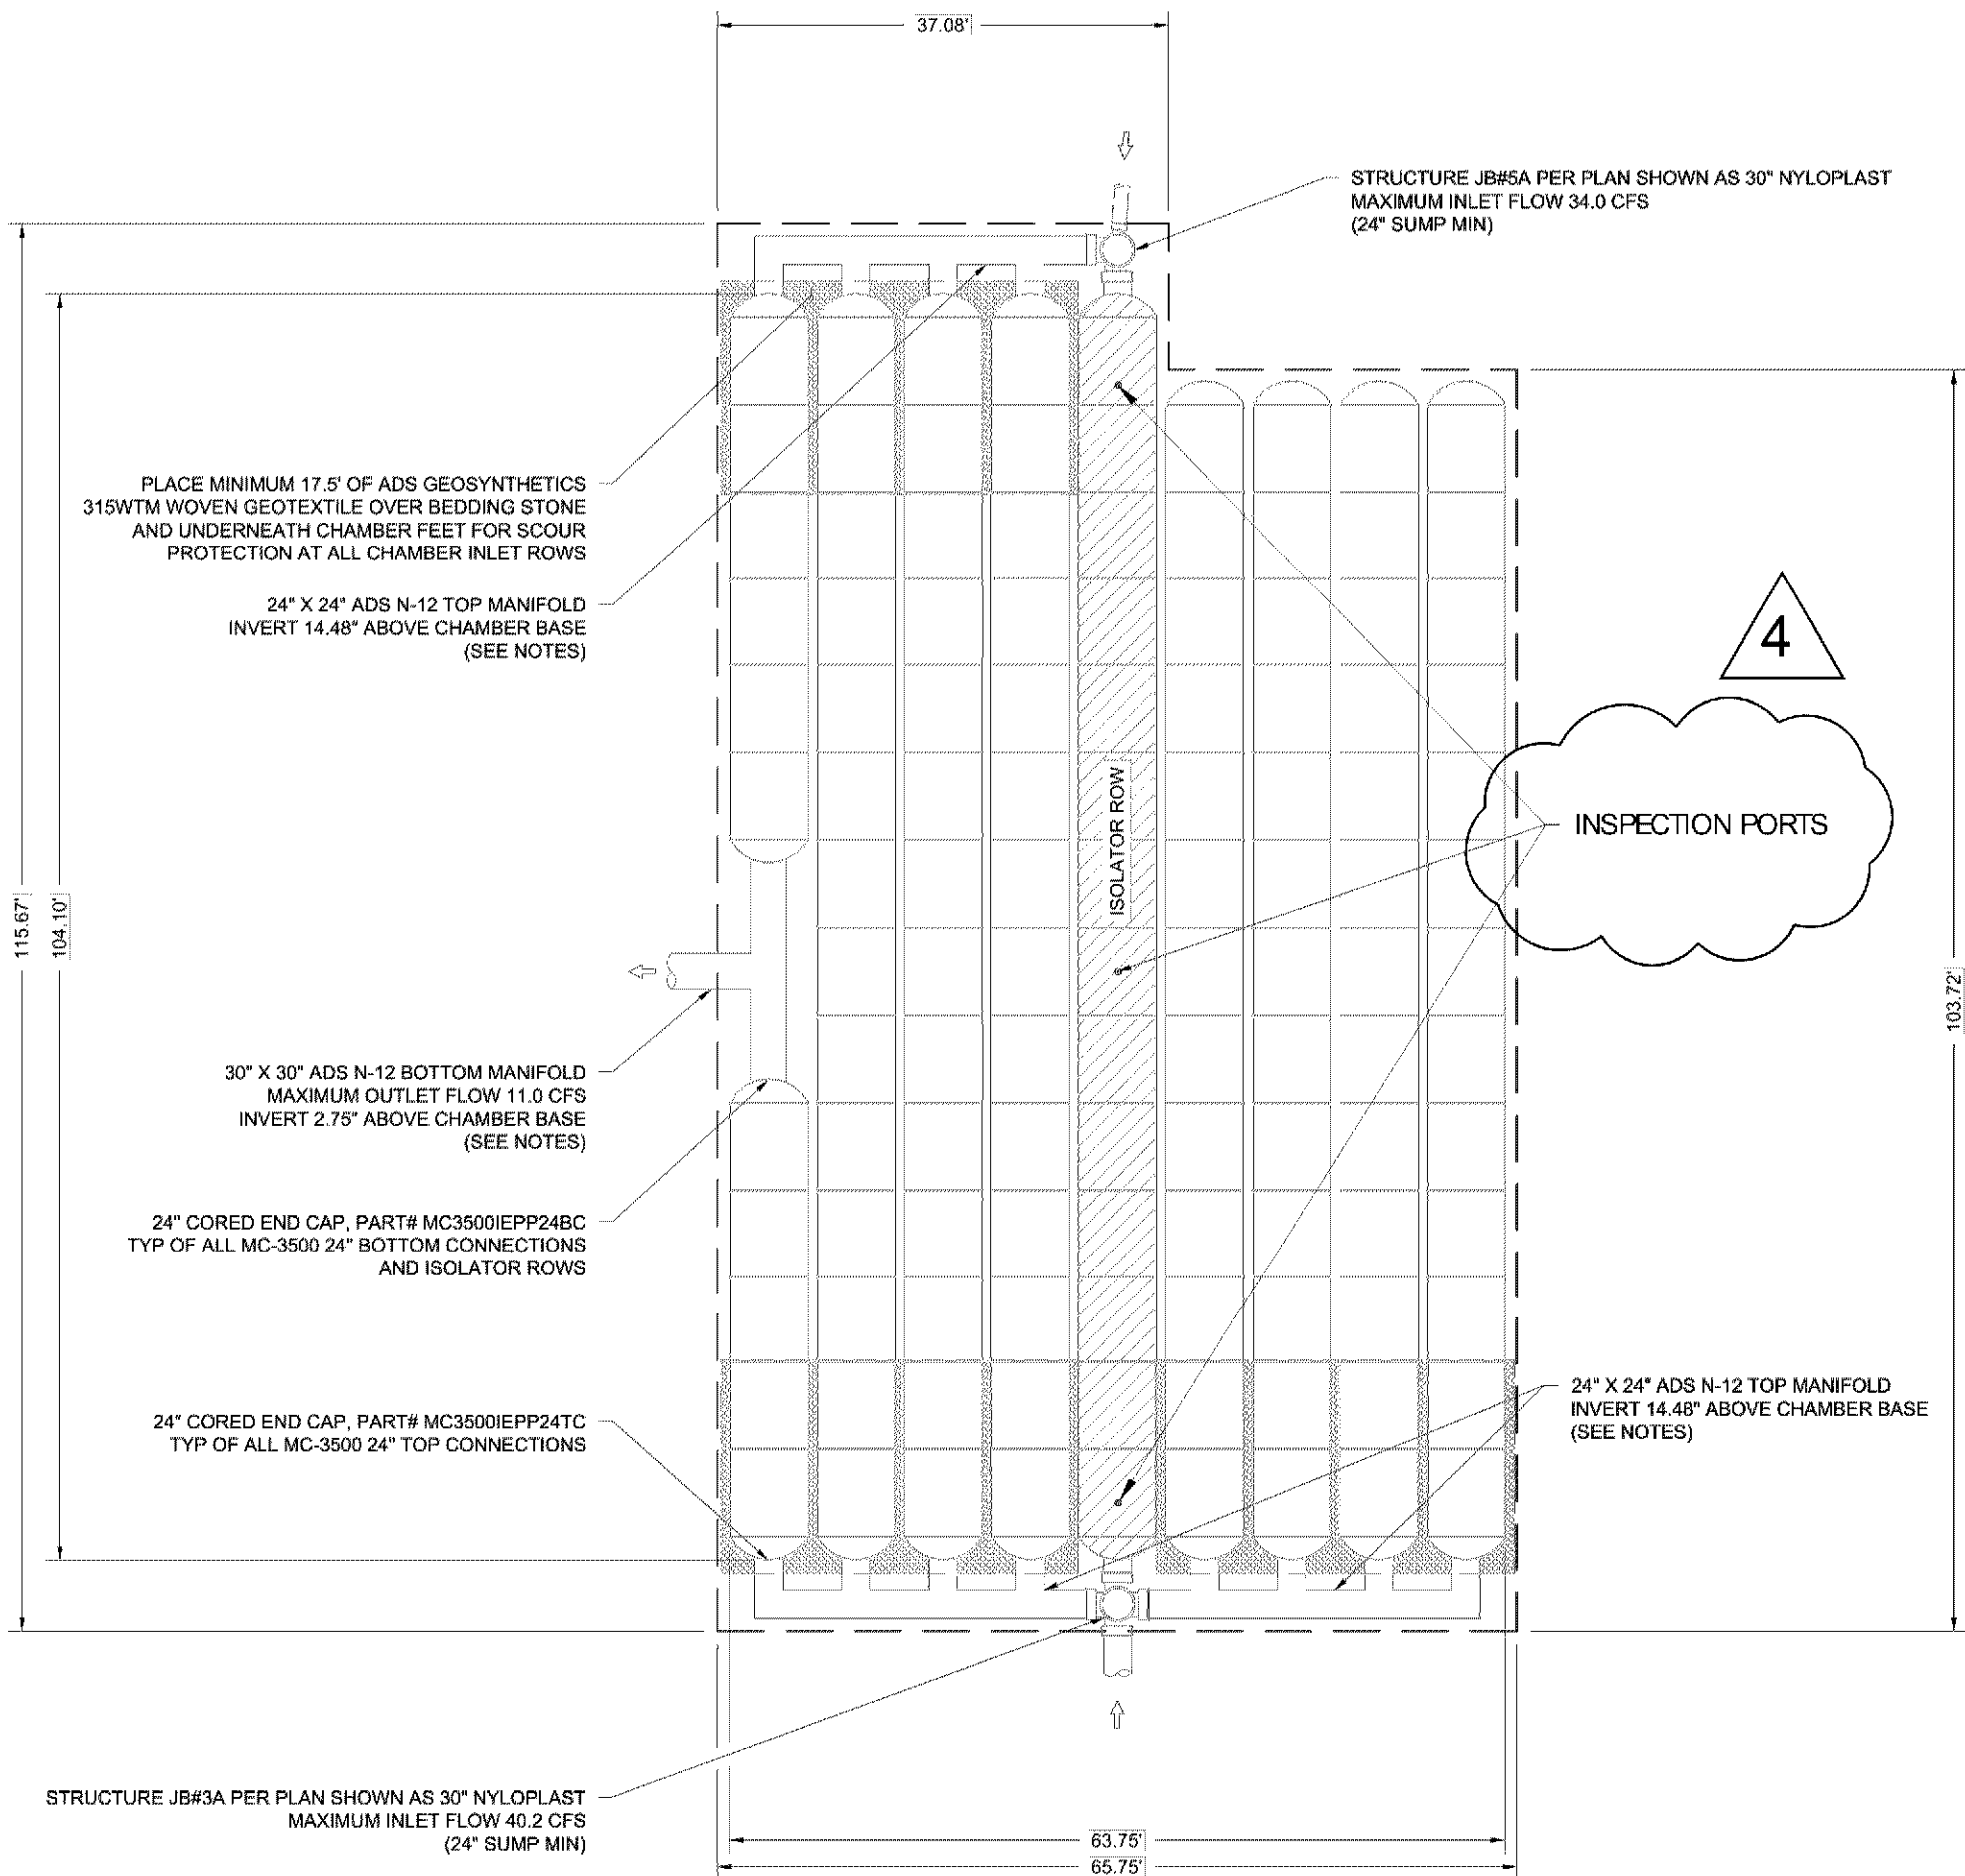 37.08'
STRUCTURE JB#5A PER PLAN SHOWN AS 30" NYLOPLAST
MAXIMUM INLET FLOW 34.0 CFS
(24" SUMP MIN)
PLACE MINIMUM 17.5' OF ADS GEOSYNTHETICS
315WTM WOVEN GEOTEXTILE OVER BEDDING STONE
AND UNDERNEATH CHAMBER FEET FOR SCOUR
PROTECTION AT ALL CHAMBER INLET ROWS
24" X 24" ADS N-12 TOP MANIFOLD
INVERT 14.48" ABOVE CHAMBER BASE
(SEE NOTES)
4
INSPECTION PORTS
ISOLATOR ROW
115.67'
104.10'
103.72'
30" X 30" ADS N-12 BOTTOM MANIFOLD
MAXIMUM OUTLET FLOW 11.0 CFS
INVERT 2.75" ABOVE CHAMBER BASE
(SEE NOTES)
24" CORED END CAP, PART# MC3500IEPP24BC
TYP OF ALL MC-3500 24" BOTTOM CONNECTIONS
AND ISOLATOR ROWS
24" CORED END CAP, PART# MC3500IEPP24TC
TYP OF ALL MC-3500 24" TOP CONNECTIONS
24" X 24" ADS N-12 TOP MANIFOLD
INVERT 14.48" ABOVE CHAMBER BASE
(SEE NOTES)
STRUCTURE JB#3A PER PLAN SHOWN AS 30" NYLOPLAST
MAXIMUM INLET FLOW 40.2 CFS
(24" SUMP MIN)
63.75'
65.75'